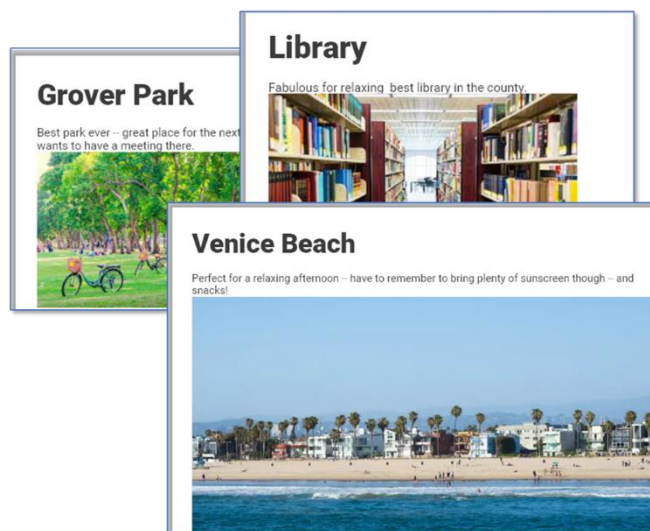 Library
Fabulous for relaxing best library in the county.
Grover Park
Best park ever -- great place for the next
wants to have a meeting there.
Venice Beach
Perfect for a relaxing afternoon -- have to remember to bring plenty of sunscreen though -- and
snacks!